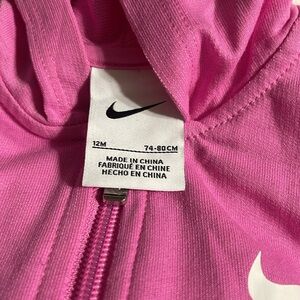 12M 74-80CM
MADE IN CHINA
FABRIQUÉ EN CHINE
HECHO EN CHINA